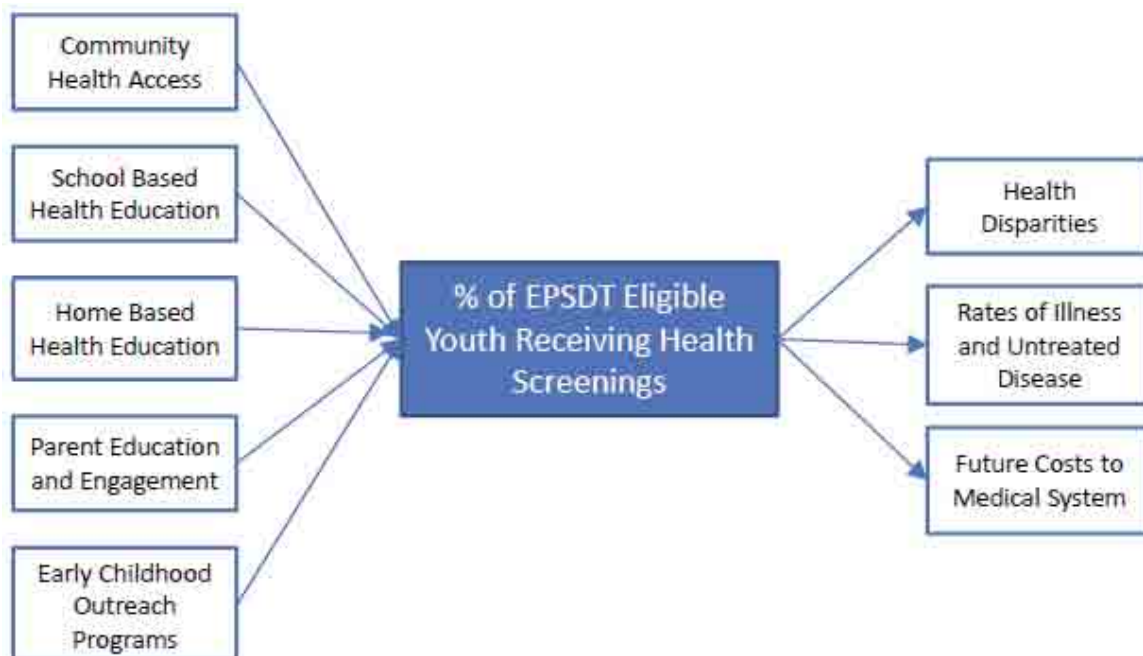 Community
Health Access
School Based
Health Education
Home Based
Health Education
Parent Education
and Engagement
Early Childhood
Outreach
Programs
% of EPSDT Eligible
Youth Receiving Health
Screenings
Health
Disparities
Rates of Illness
and Untreated
Disease
Future Costs to
Medical System